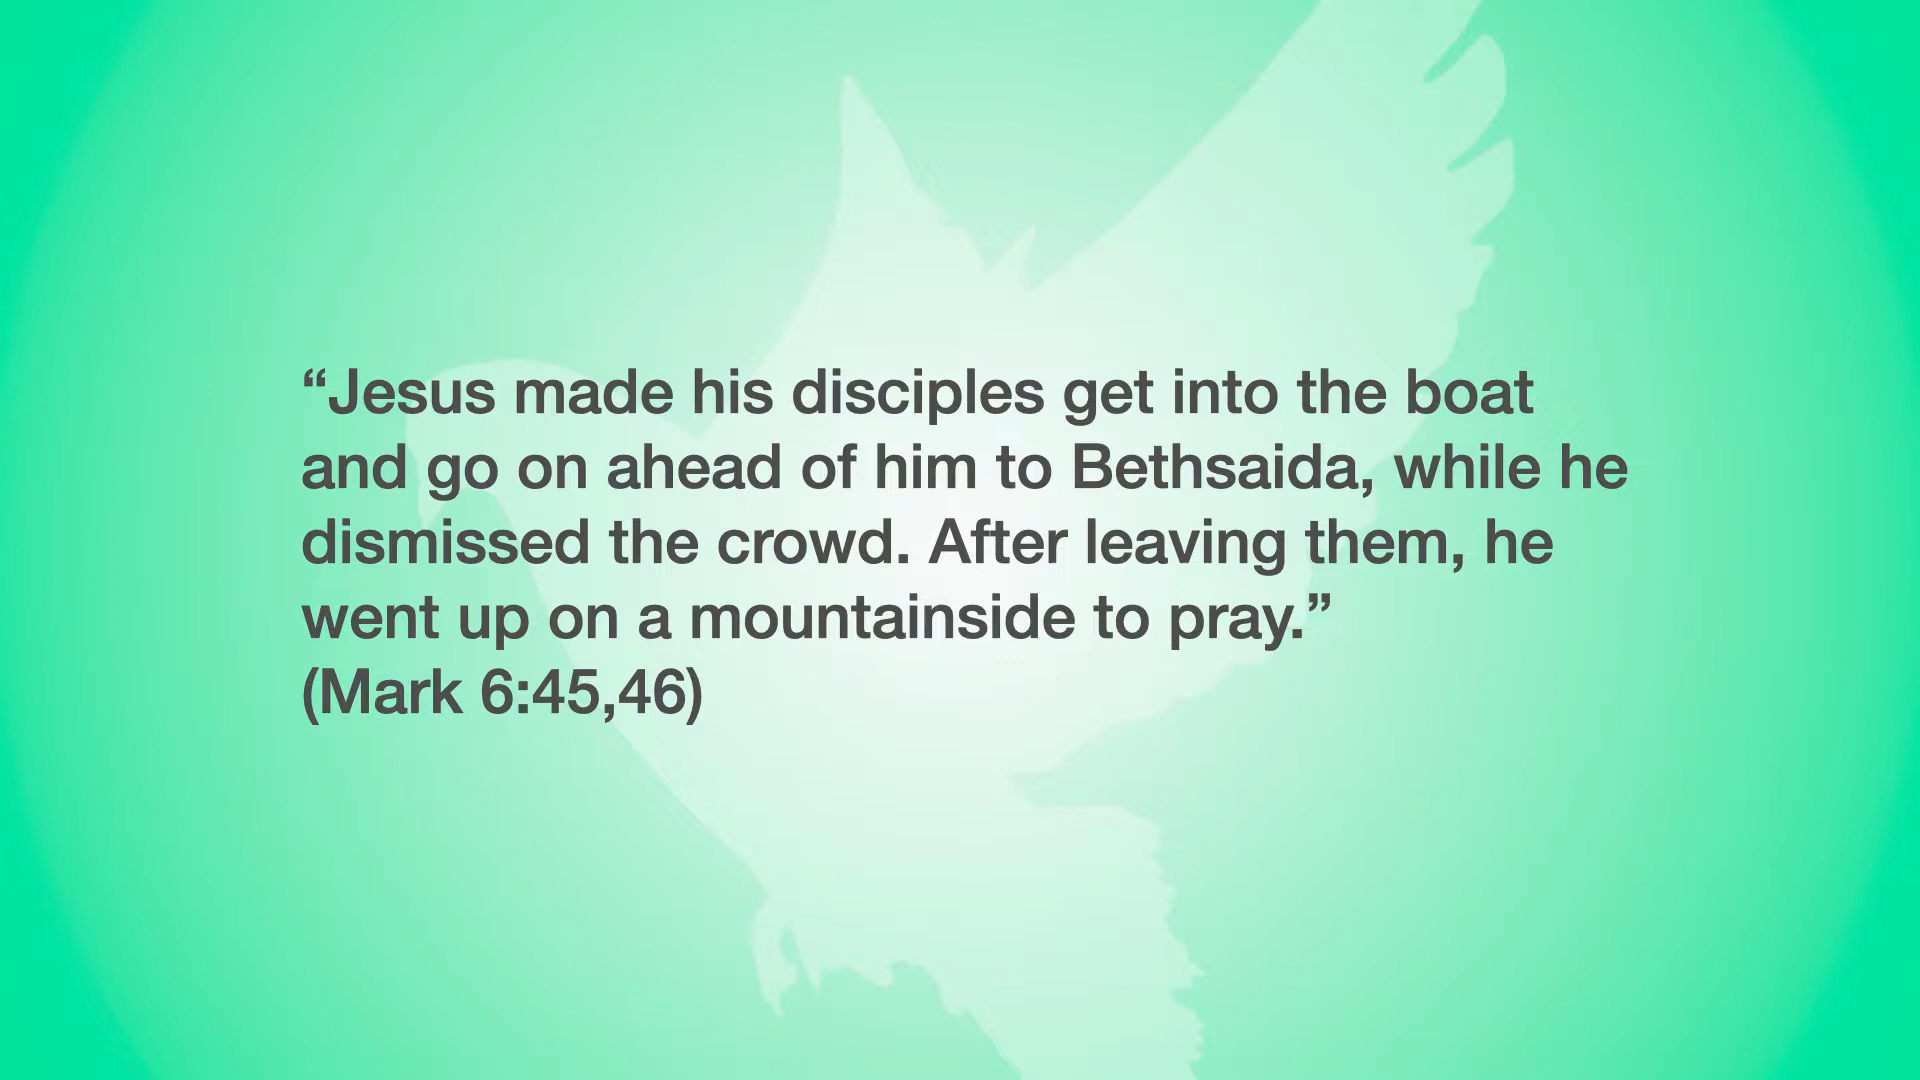 “Jesus made his disciples get into the boat
and go on ahead of him to Bethsaida, while he
dismissed the crowd. After leaving them, he
went up on a mountainside to pray.”
(Mark 6:45,46)